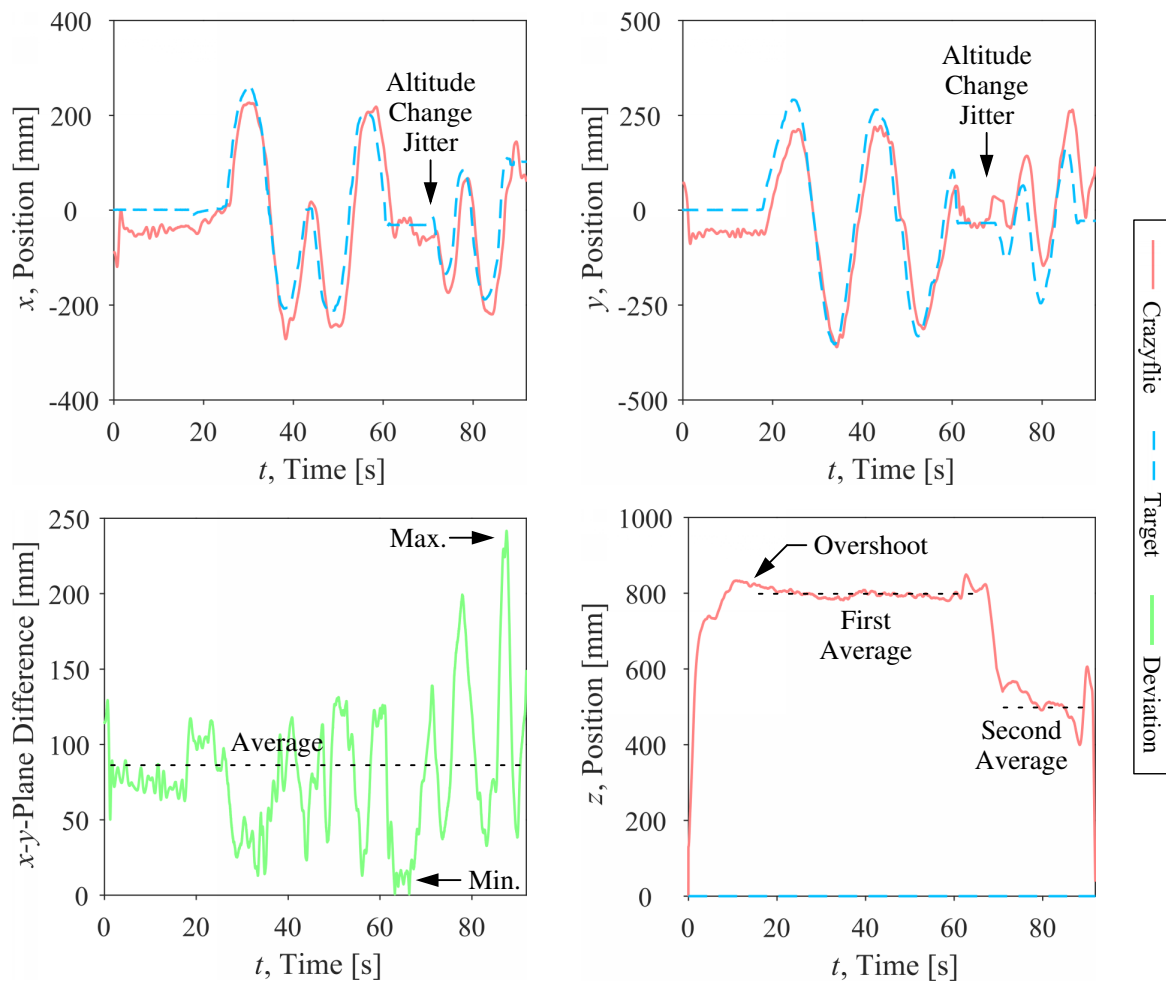 400
200
0
-200
-400
x, Position [mm]
Altitude
Change
Jitter
0
20
40
60
80
t, Time [s]
500
250
0
-250
-500
y, Position [mm]
Altitude
Change
Jitter
0
20
40
60
80
t, Time [s]
250
200
150
100
50
0
x-y-Plane Difference [mm]
Max.
Average
Min.
0
20
40
60
80
t, Time [s]
1000
800
600
400
200
0
z, Position [mm]
Overshoot
First
Average
Second
Average
0
20
40
60
80
t, Time [s]
Crazyflie
Target
Deviation